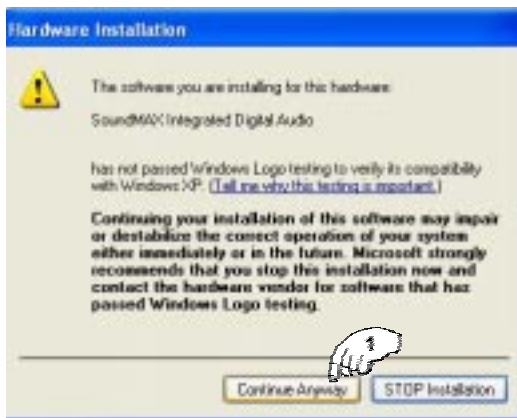 Hardware Installation
The software you are installing for this hardware:
SoundMAX Integrated Digital Audio
has not passed Windows Logo testing to verify its compatibility
with Windows XP. (Tell me why this testing is important.)
Continuing your installation of this software may impair
or destabilize the correct operation of your system
either immediately or in the future. Microsoft strongly
recommends that you stop this installation now and
contact the hardware vendor for software that has
passed Windows Logo testing.
1
Continue Anyway
STOP Installation